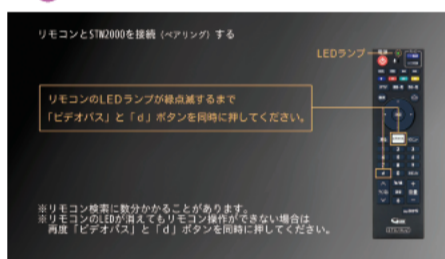 リモコンとSTW2000を接続（ペアリング）する
LEDランプ
リモコンのLEDランプが緑点滅するまで
「ビデオパス」と「d」ボタンを同時に押してください。
※リモコン検索に数分かかることがあります。
※リモコンのLEDが消えてもリモコン操作ができない場合は
再度「ビデオパス」と「d」ボタンを同時に押してください。